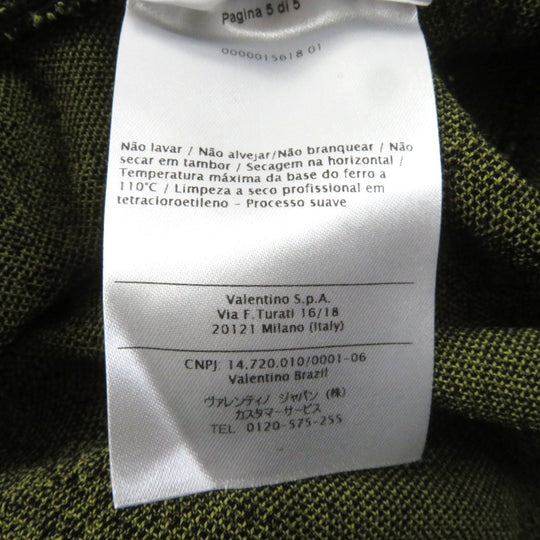 Pagina 5 di 5
0000015618 01
Não lavar / Não alvejar/Não branquear / Não
secar em tambor / Secagem na horizontal /
Temperatura máxima da base do ferro a
110°C / Limpeza a seco profissional em
tetracloroetileno - Processo suave
Valentino S.p.A.
Via F.Turati 16/18
20121 Milano (Italy)
CNPJ: 14.720.010/0001-06
Valentino Brazil
ヴァレンティノ ジャパン (株)
カスタマーサービス
TEL 0120-575-255